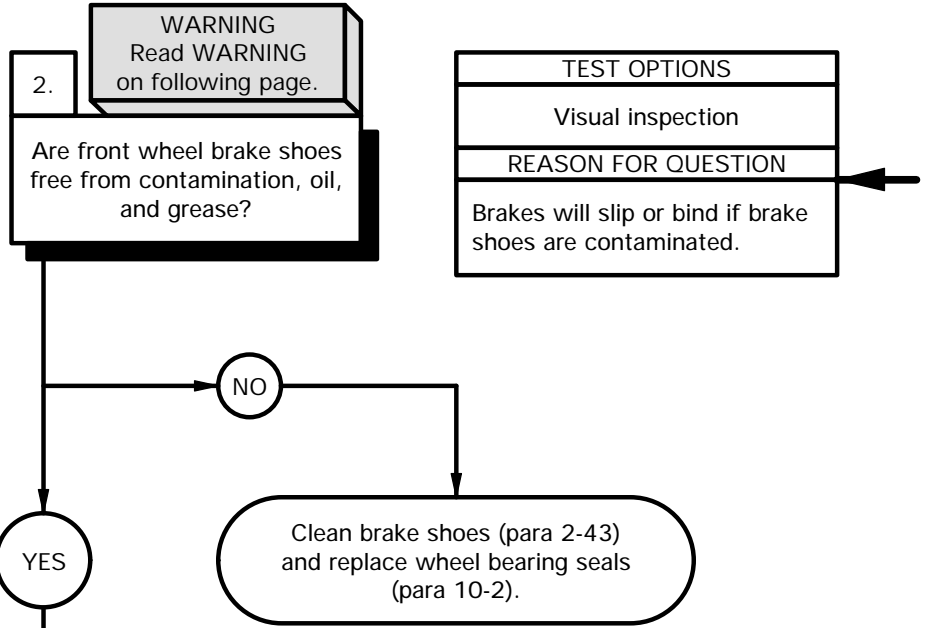 WARNING
Read WARNING
on following page.
2.
Are front wheel brake shoes
free from contamination, oil,
and grease?
TEST OPTIONS
Visual inspection
REASON FOR QUESTION
Brakes will slip or bind if brake
shoes are contaminated.
NO
YES
Clean brake shoes (para 2-43)
and replace wheel bearing seals
(para 10-2).